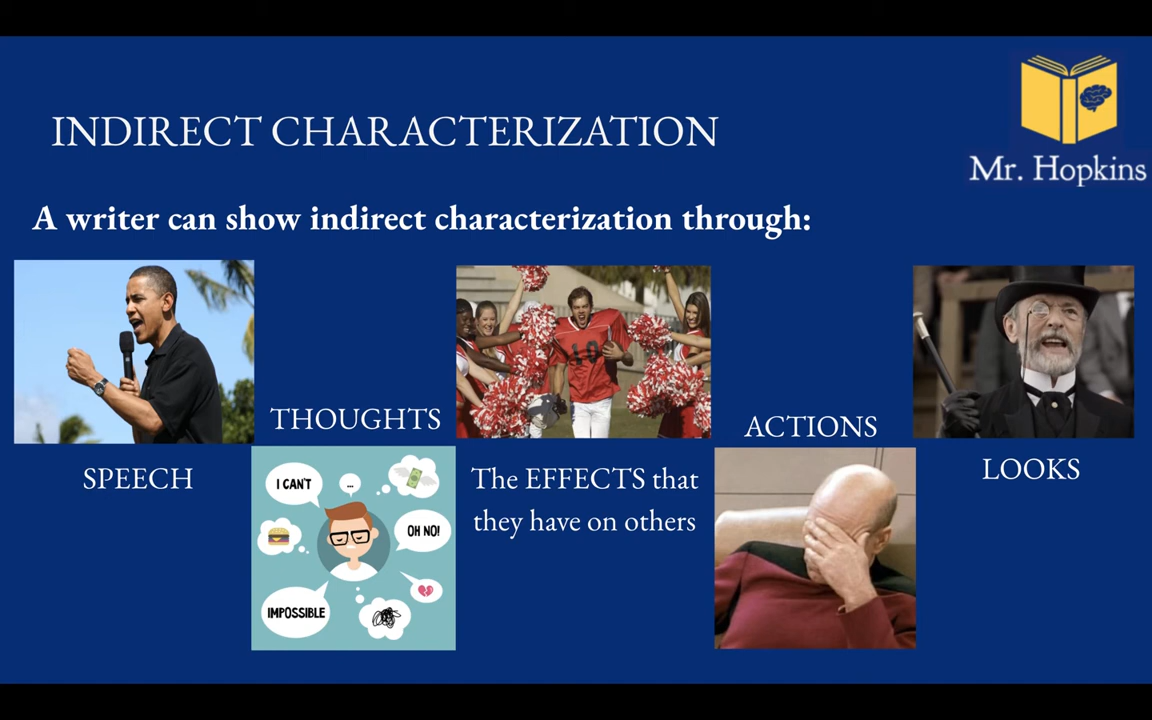 INDIRECT CHARACTERIZATION
Mr. Hopkins
A writer can show indirect characterization through:
SPEECH
THOUGHTS
I CAN'T
...
OH NO!
IMPOSSIBLE
The EFFECTS that
they have on others
ACTIONS
LOOKS